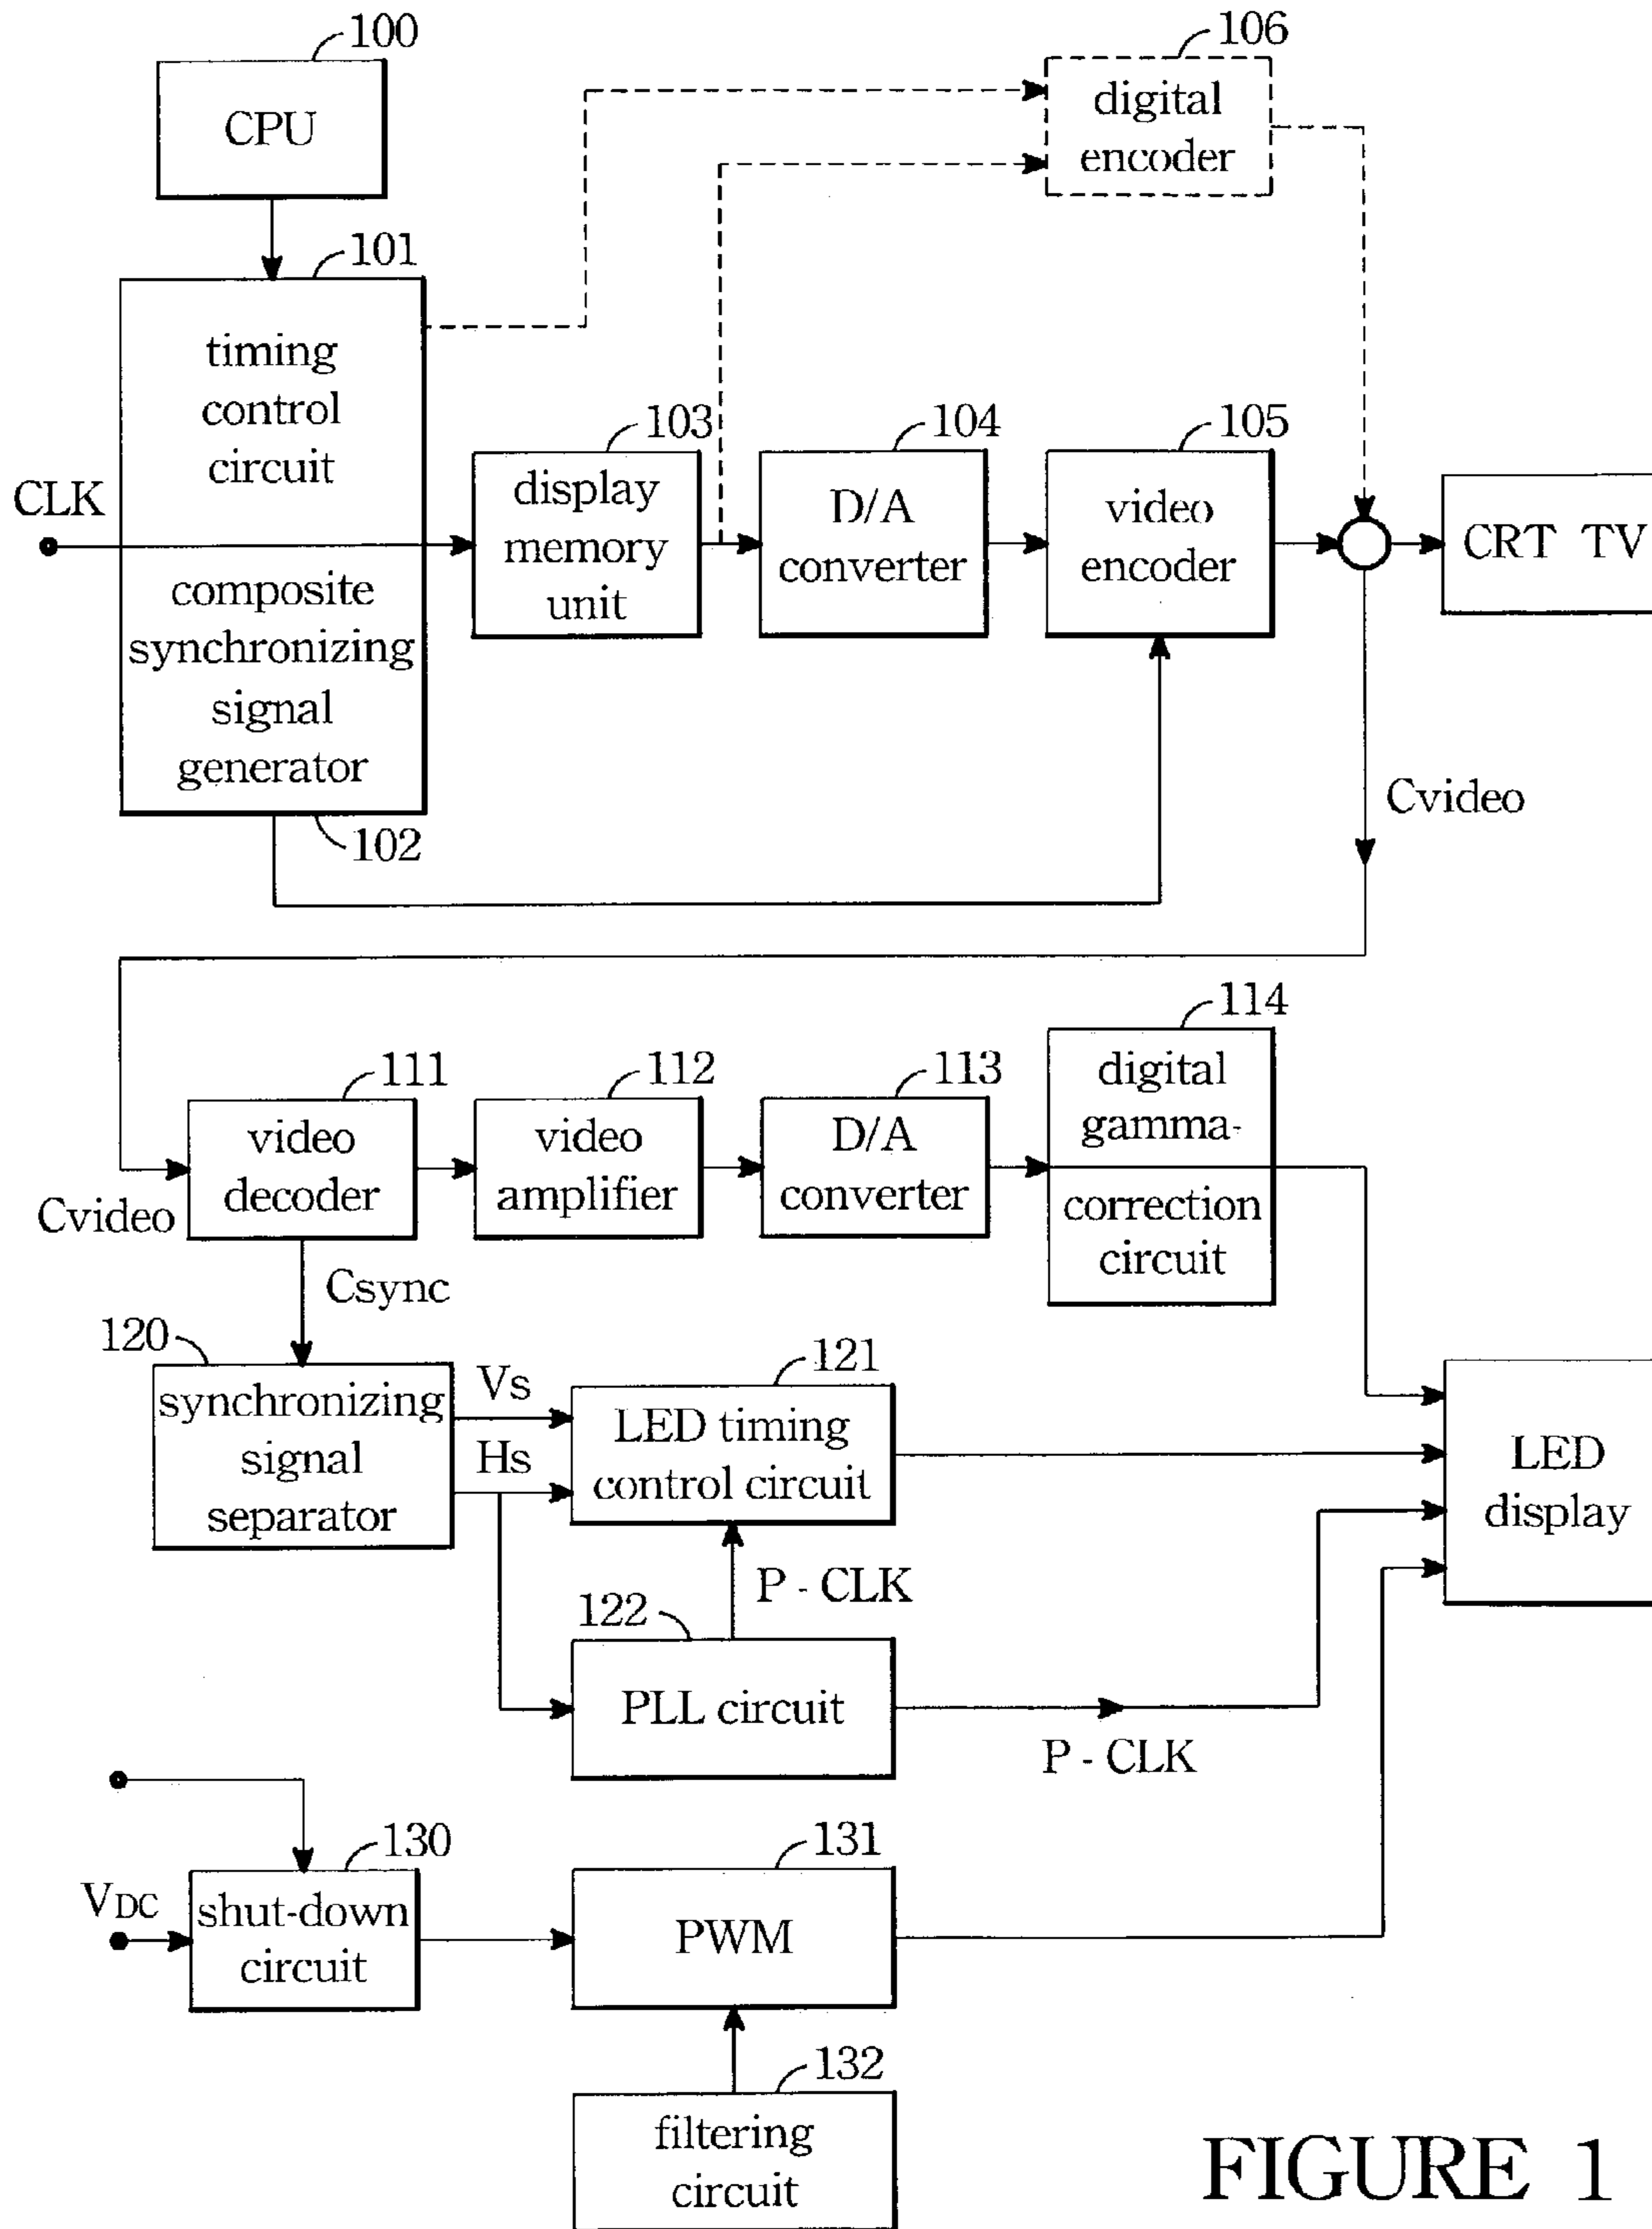 100
CPU
106
digital
encoder
101
timing
control
circuit
CLK
composite
synchronizing
signal
generator
102
103
display
memory
unit
104
D/A
converter
105
video
encoder
CRT TV
Cvideo
111
video
decoder
Cvideo
Csync
112
video
amplifier
113
D/A
converter
114
digital
gamma-
correction
circuit
120
synchronizing
signal
separator
Vs
Hs
121
LED timing
control circuit
P - CLK
122
PLL circuit
P - CLK
LED
display
130
VDC
shut-down
circuit
131
PWM
132
filtering
circuit
FIGURE 1